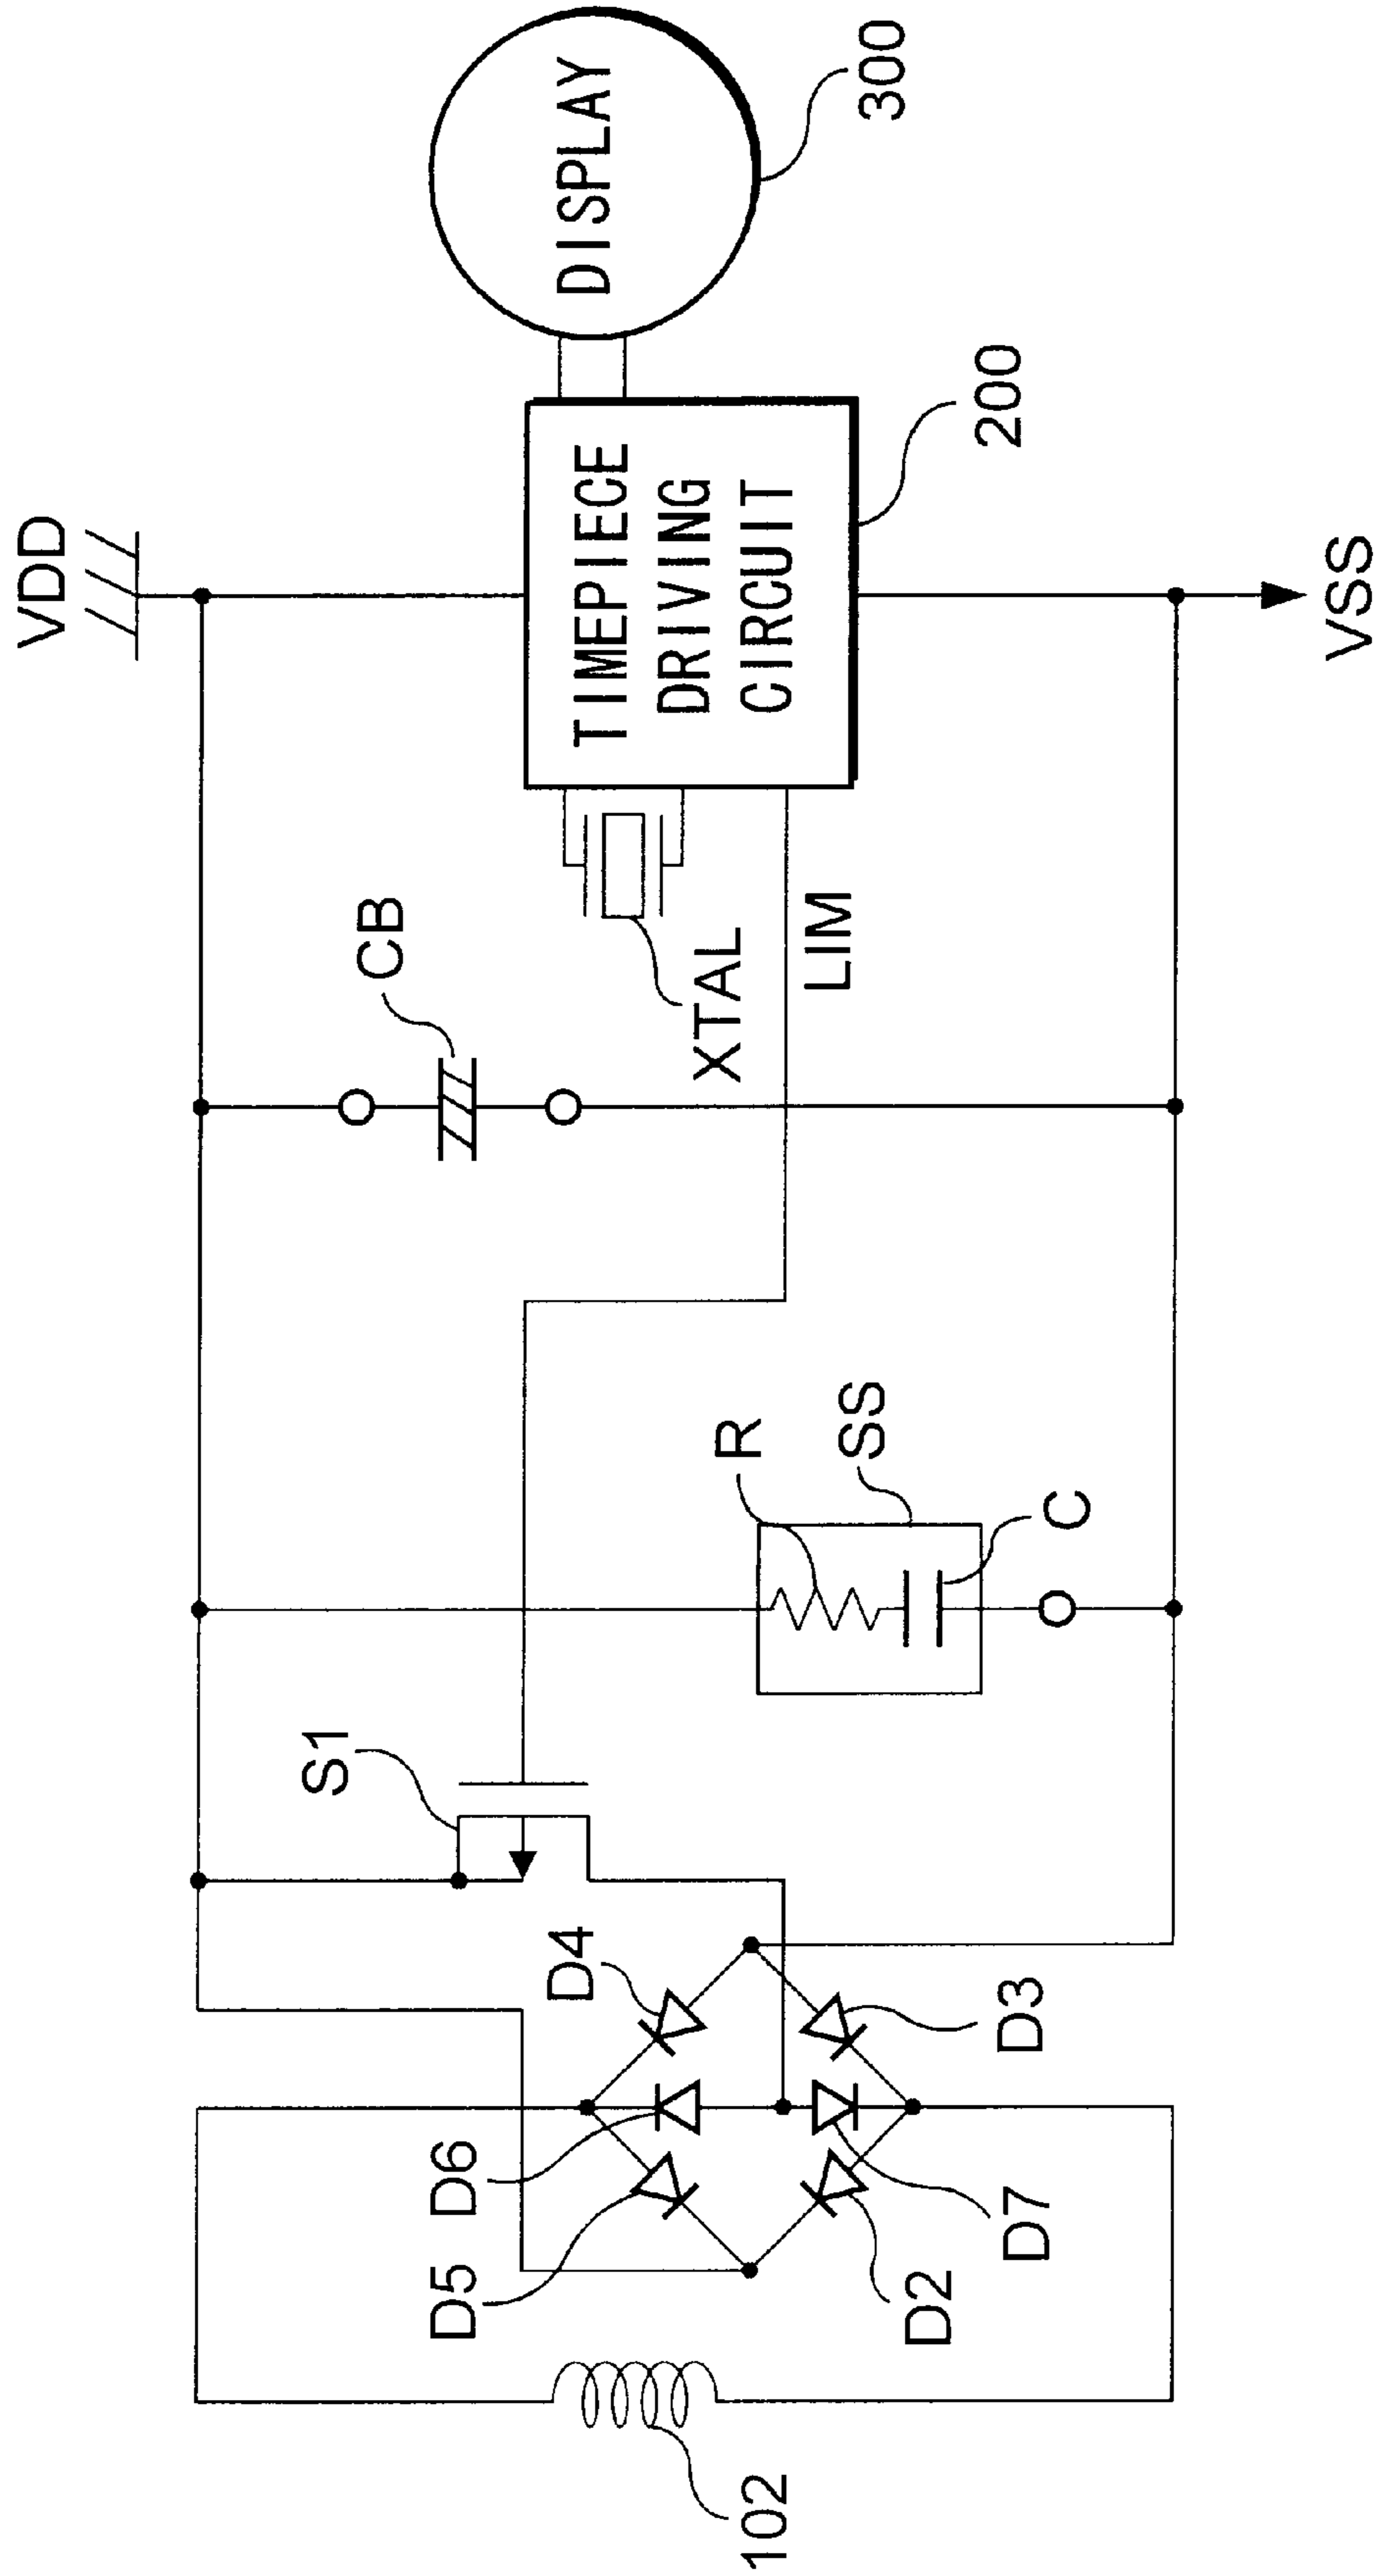 VDD
DISPLAY
300
TIMEPIECE
DRIVING
CIRCUIT
200
VSS
CB
XTAL
LIM
R
SS
C
S1
D4
D3
D6
D7
D5
D2
102